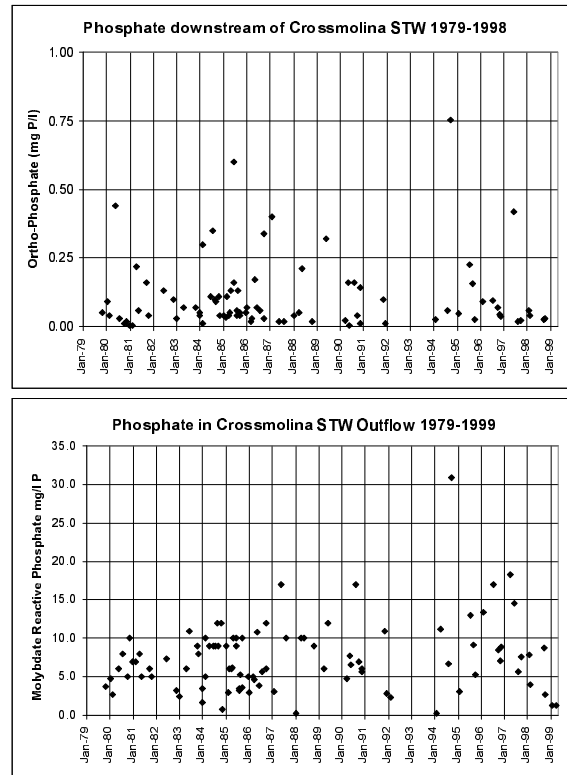 Phosphate downstream of Crossmolina STW 1979-1998
Ortho-Phosphate (mg P/l)
1.00
0.75
0.50
0.25
0.00
Jan-79 Jan-80 Jan-81 Jan-82 Jan-83 Jan-84 Jan-85 Jan-86 Jan-87 Jan-88 Jan-89 Jan-90 Jan-91 Jan-92 Jan-93 Jan-94 Jan-95 Jan-96 Jan-97 Jan-98 Jan-99
Phosphate in Crossmolina STW Outflow 1979-1999
Molybdate Reactive Phosphate mg/l P
35.0
30.0
25.0
20.0
15.0
10.0
5.0
0.0
Jan-79 Jan-80 Jan-81 Jan-82 Jan-83 Jan-84 Jan-85 Jan-86 Jan-87 Jan-88 Jan-89 Jan-90 Jan-91 Jan-92 Jan-93 Jan-94 Jan-95 Jan-96 Jan-97 Jan-98 Jan-99